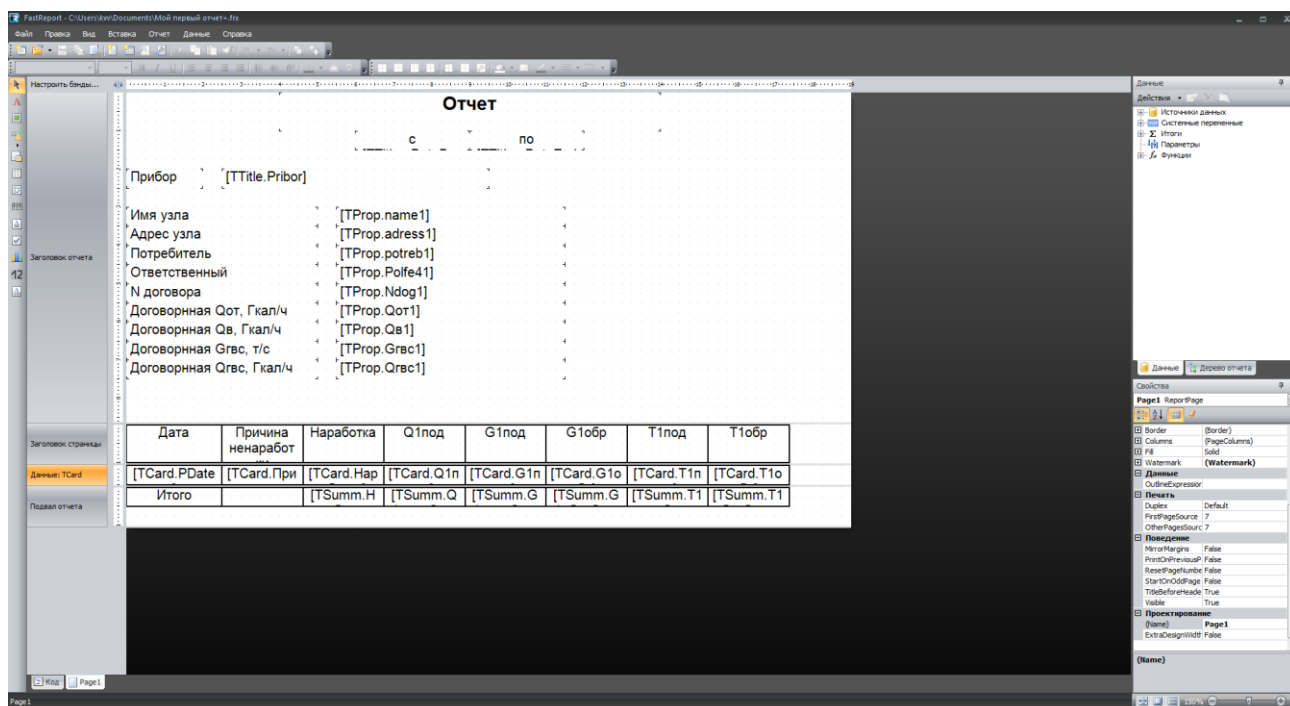 FastReport - C:\Users\kvv\Documents\Мой первый отчет+.frx
Файл Правка Вид Вставка Отчет Данные Справка
Настроить бэнды...
Отчет
с по
Прибор [TTitle.Pribor]
Имя узла [TProp.name1]
Адрес узла [TProp.adress1]
Потребитель [TProp.potreb1]
Ответственный [TProp.Polfe41]
N договора [TProp.Ndog1]
Договорнная Qот, Гкал/ч [TProp.Qот1]
Договорнная Qв, Гкал/ч [TProp.Qв1]
Договорнная Gгвс, т/с [TProp.Gгвс1]
Договорнная Qгвс, Гкал/ч [TProp.Qгвс1]
Заголовок отчета
Заголовок страницы
Дата Причина ненаработ Наработка Q1под G1под G1обр T1под T1обр
Данные: TCard
[TCard.PDate [TCard.При [TCard.Нар [TCard.Q1п [TCard.G1п [TCard.G1о [TCard.T1п [TCard.T1о
Подвал отчета
Итого [TSumm.Н [TSumm.Q [TSumm.G [TSumm.G [TSumm.T1 [TSumm.T1
Код Page1
Page1
Данные
Действия
Источники данных
Системные переменные
Итоги
Параметры
Функции
Данные Дерево отчета
Свойства
Page1 ReportPage
Border (Border)
Columns (PageColumns)
Fill Solid
Watermark (Watermark)
Данные
OutlineExpression
Печать
Duplex Default
FirstPageSource 7
OtherPagesSourc 7
Поведение
MirrorMargins False
PrintOnPreviousP False
ResetPageNumbe False
StartOnOddPage False
TitleBeforeHeade True
Visible True
Проектирование
(Name) Page1
ExtraDesignWidth False
(Name)
150%